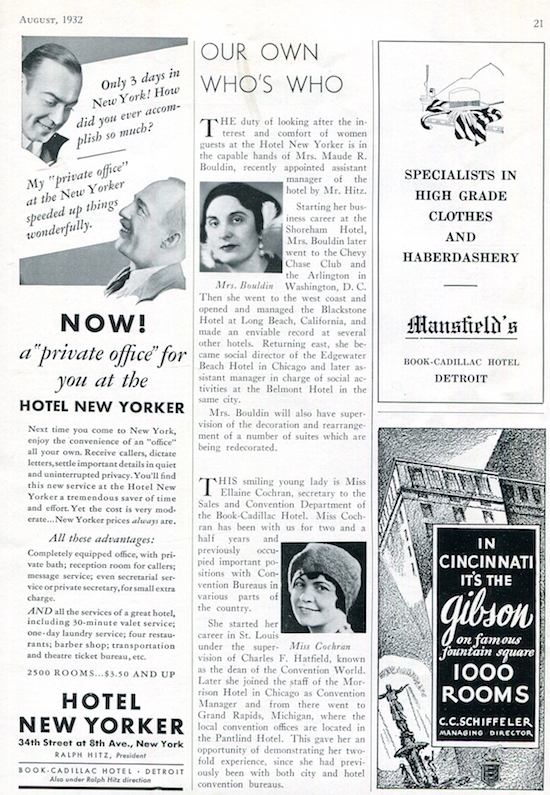 AUGUST, 1932
21
Only 3 days in
New York! How
did you ever accom-
plish so much?
My "private office"
at the New Yorker
speeded up things
wonderfully.
NOW!
a "private office" for
you at the
HOTEL NEW YORKER
Next time you come to New York,
enjoy the convenience of an "office"
all your own. Receive callers, dictate
letters, settle important details in quiet
and uninterrupted privacy. You'll find
this new service at the Hotel New
Yorker a tremendous saver of time
and effort. Yet the cost is very mod-
erate...New Yorker prices always are.
All these advantages:
Completely equipped office, with pri-
vate bath; reception room for callers;
message service; even secretarial ser-
vice or private secretary, for small extra
charge.
AND all the services of a great hotel,
including 30-minute valet service;
one-day laundry service; four restau-
rants; barber shop; transportation
and theatre ticket bureau, etc.
2500 ROOMS...$3.50 AND UP
HOTEL
NEW YORKER
34th Street at 8th Ave., New York
RALPH HITZ, President
BOOK-CADILLAC HOTEL · DETROIT
Also under Ralph Hitz direction
OUR OWN
WHO'S WHO
THE duty of looking after the in-
terest and comfort of women
guests at the Hotel New Yorker is in
the capable hands of Mrs. Maude R.
Bouldin, recently appointed assistant
manager of the
hotel by Mr. Hitz.
Starting her bus-
iness career at the
Shoreham Hotel,
Mrs. Bouldin later
went to the Chevy
Chase Club and
the Arlington in
Mrs. Bouldin
Washington, D. C.
Then she went to the west coast and
opened and managed the Blackstone
Hotel at Long Beach, California, and
made an enviable record at several
other hotels. Returning east, she be-
came social director of the Edgewater
Beach Hotel in Chicago and later as-
sistant manager in charge of social ac-
tivities at the Belmont Hotel in the
same city.
Mrs. Bouldin will also have super-
vision of the decoration and rearrange-
ment of a number of suites which are
being redecorated.
THIS smiling young lady is Miss
Ellaine Cochran, secretary to the
Sales and Convention Department of
the Book-Cadillac Hotel. Miss Coch-
ran has been with us for two and a
half years and
previously occu-
pied important po-
sitions with Con-
vention Bureaus in
various parts of
the country.
She started her
career in St. Louis
under the super-
Miss Cochran
vision of Charles F. Hatfield, known
as the dean of the Convention World.
Later she joined the staff of the Mor-
rison Hotel in Chicago as Convention
Manager and from there went to
Grand Rapids, Michigan, where the
local convention offices are located in
the Pantlind Hotel. This gave her an
opportunity of demonstrating her two-
fold experience, since she had previ-
ously been with both city and hotel
convention bureaus.
SPECIALISTS IN
HIGH GRADE
CLOTHES
AND
HABERDASHERY
Mansfield's
BOOK-CADILLAC HOTEL
DETROIT
IN
CINCINNATI
IT'S THE
Gibson
on famous
fountain square
1000
ROOMS
C.C. SCHIFFELER
MANAGING DIRECTOR